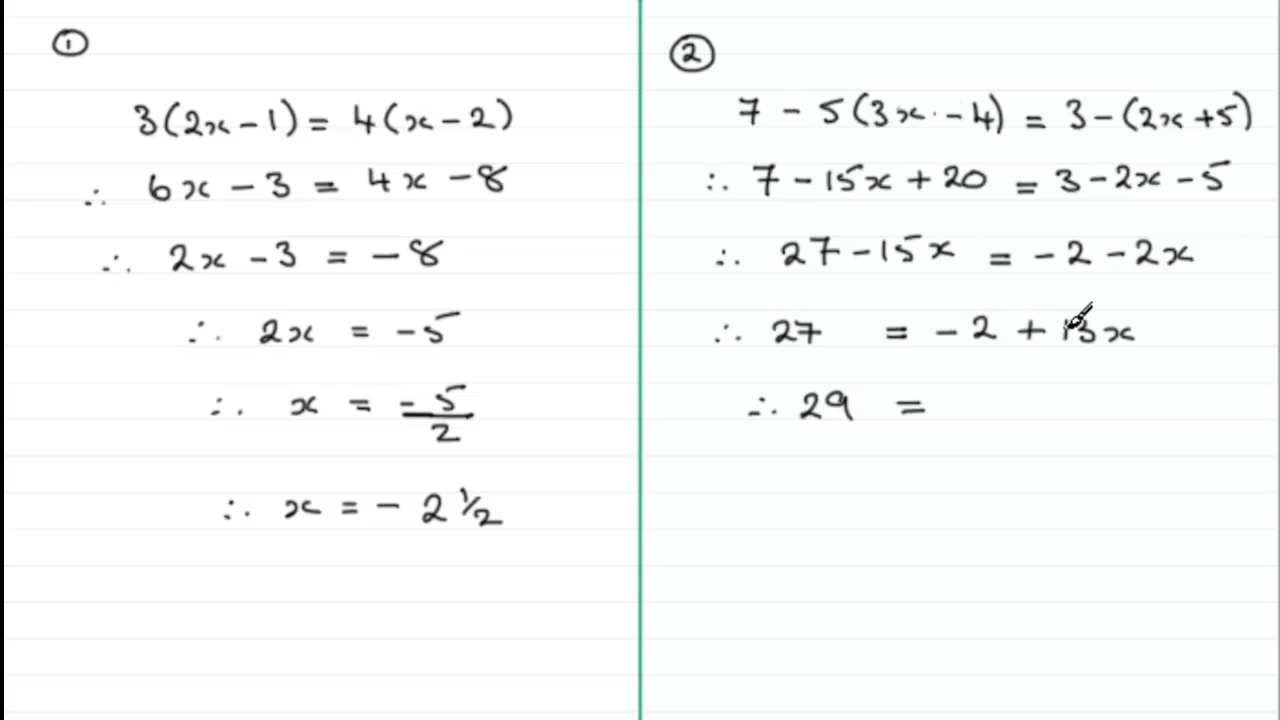 ①
3(2x - 1) = 4(x - 2)
∴ 6x - 3 = 4x - 8
∴ 2x - 3 = -8
∴ 2x = -5
∴ x = -5/2
∴ x = - 2 1/2
②
7 - 5(3x - 4) = 3 - (2x + 5)
∴ 7 - 15x + 20 = 3 - 2x - 5
∴ 27 - 15x = -2 - 2x
∴ 27 = -2 + 13x
∴ 29 =